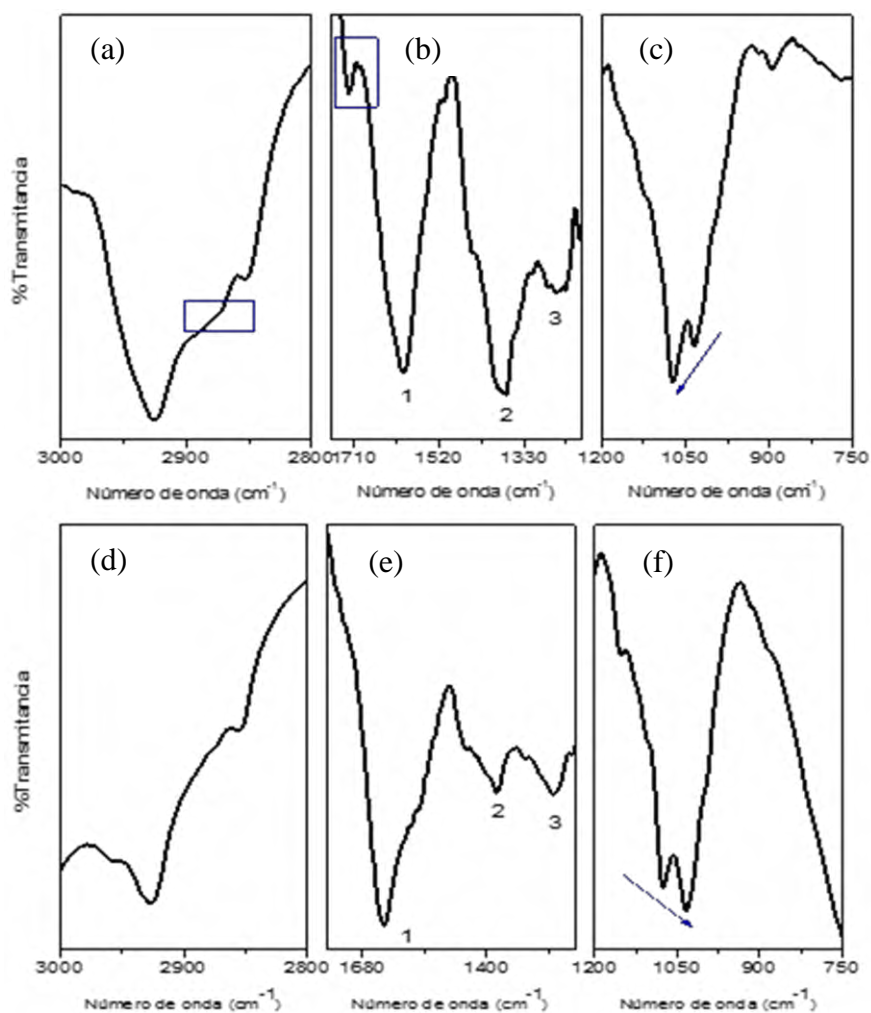 (a) (b) (c)
%Transmitancia
1 2 3
3000 2900 2800 1710 1520 1330 1200 1050 900 750
Número de onda (cm-1) Número de onda (cm-1) Número de onda (cm-1)
(d) (e) (f)
%Transmitancia
1 2 3
3000 2900 2800 1680 1400 1200 1050 900 750
Número de onda (cm-1) Número de onda (cm-1) Número de onda (cm-1)